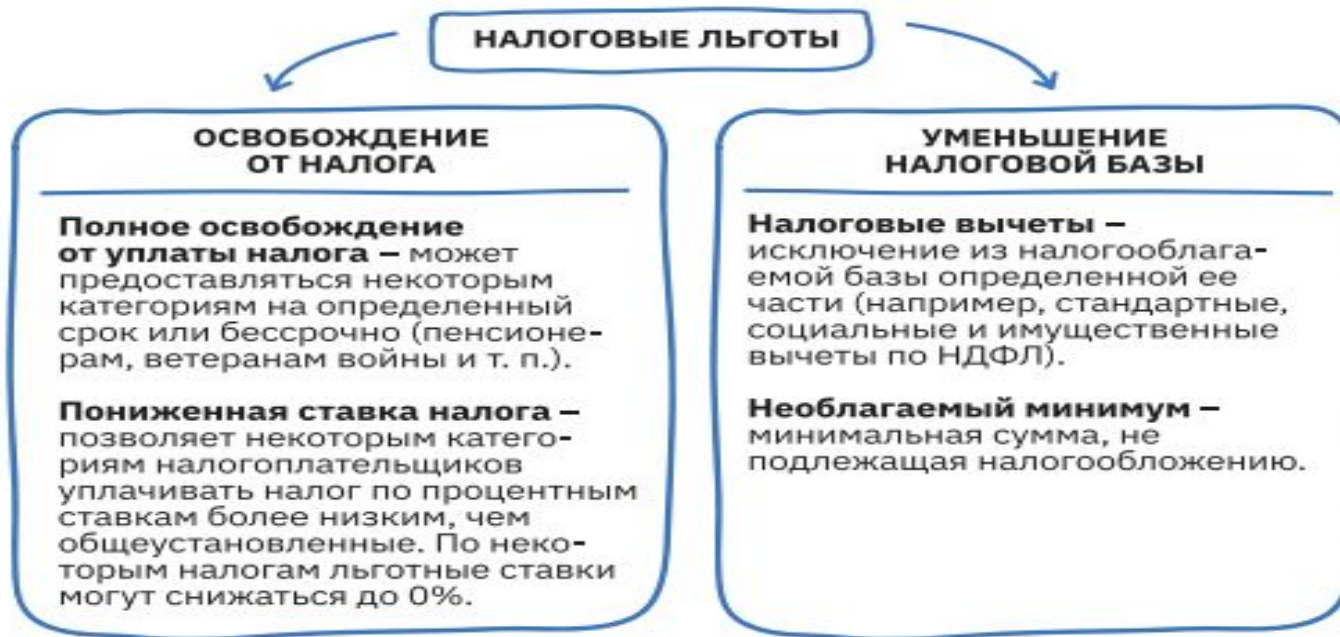 НАЛОГОВЫЕ ЛЬГОТЫ
ОСВОБОЖДЕНИЕ
ОТ НАЛОГА
Полное освобождение
от уплаты налога – может
предоставляться некоторым
категориям на определенный
срок или бессрочно (пенсионе-
рам, ветеранам войны и т. п.).
Пониженная ставка налога –
позволяет некоторым катего-
риям налогоплательщиков
уплачивать налог по процентным
ставкам более низким, чем
общеустановленные. По неко-
торым налогам льготные ставки
могут снижаться до 0%.
УМЕНЬШЕНИЕ
НАЛОГОВОЙ БАЗЫ
Налоговые вычеты –
исключение из налогооблага-
емой базы определенной ее
части (например, стандартные,
социальные и имущественные
вычеты по НДФЛ).
Необлагаемый минимум –
минимальная сумма, не
подлежащая налогообложению.